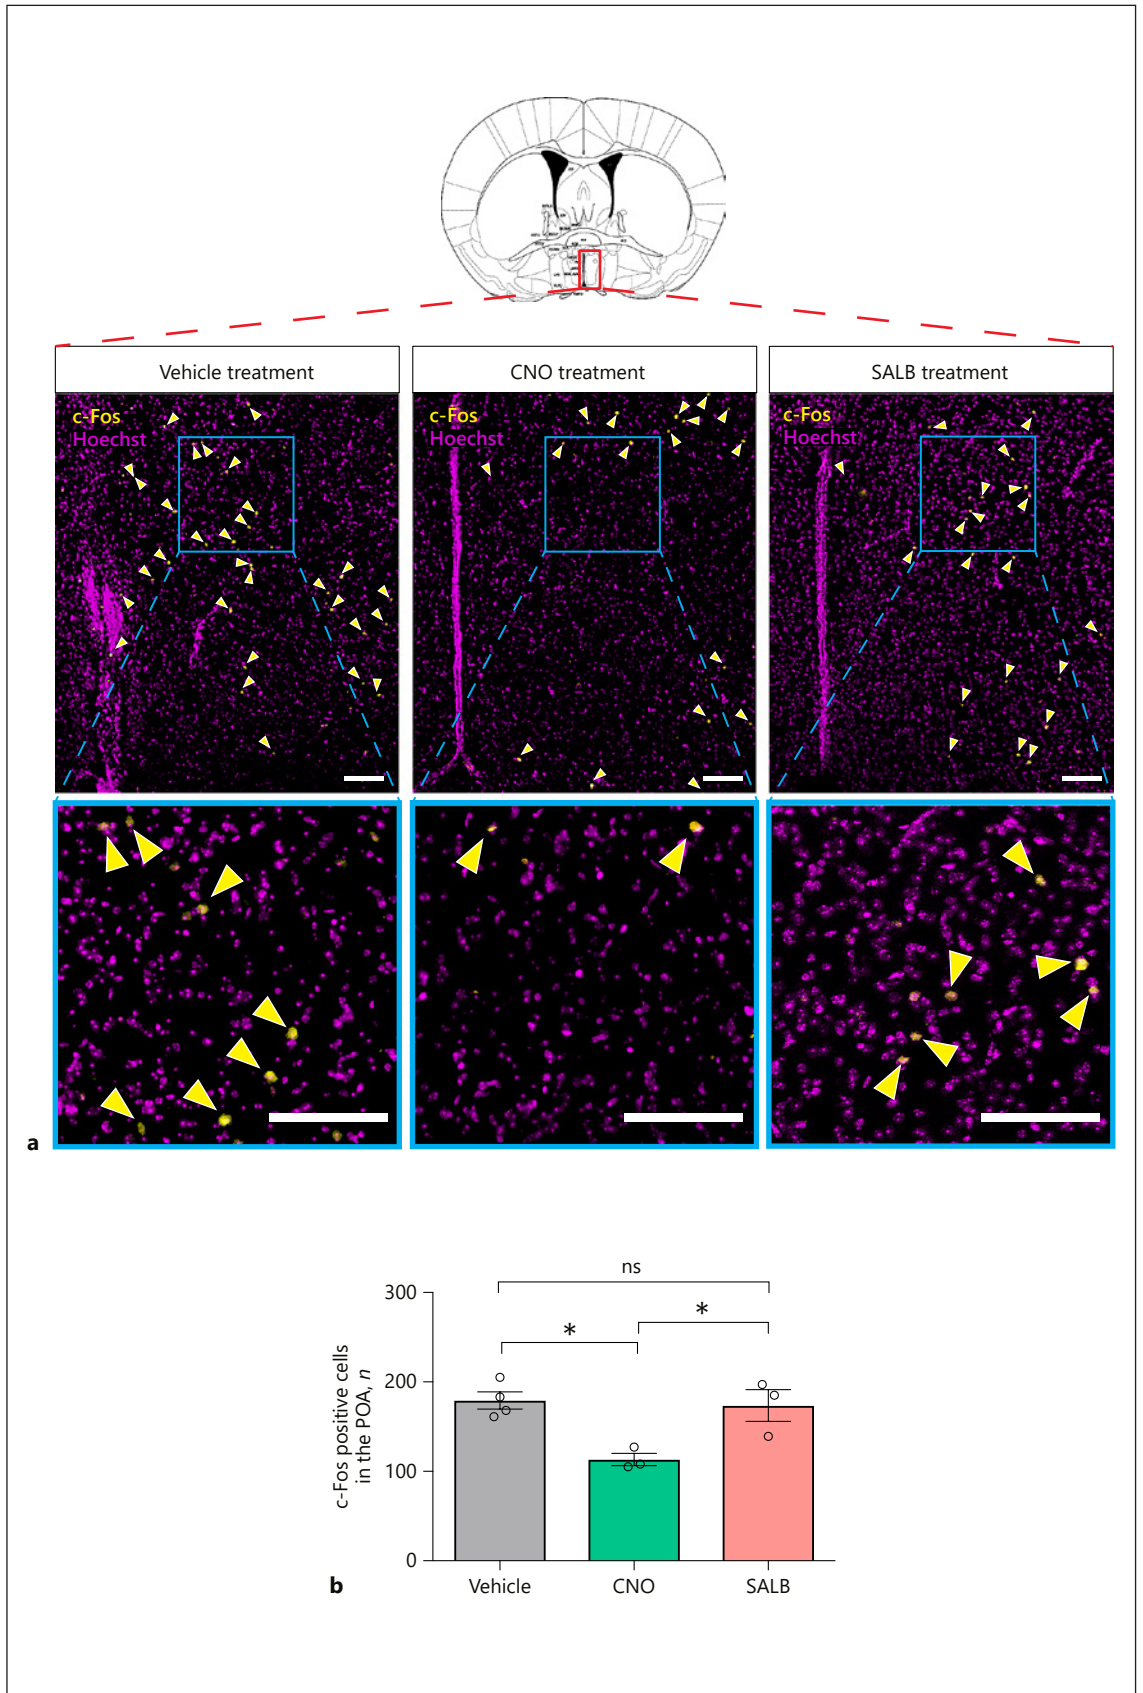 Vehicle treatment
CNO treatment
SALB treatment
c-Fos
Hoechst
c-Fos
Hoechst
c-Fos
Hoechst
a
ns
*
*
300
200
100
0
c-Fos positive cells
in the POA, n
Vehicle
CNO
SALB
b